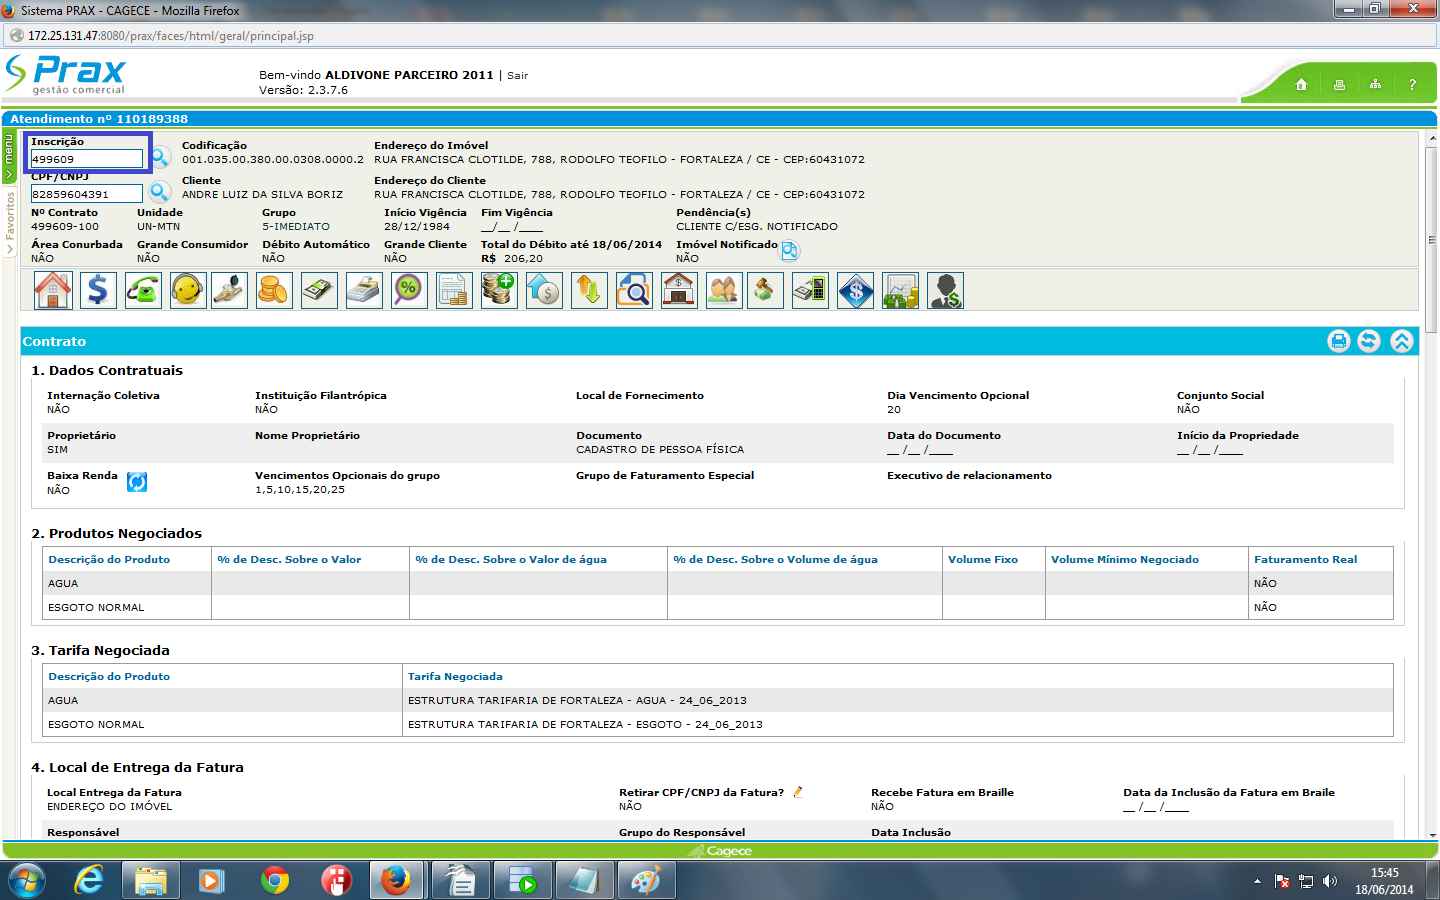 Sistema PRAX - CAGECE - Mozilla Firefox
172.25.131.47:8080/prax/faces/html/geral/principal.jsp
Prax
gestão comercial
Bem-vindo ALDIVONE PARCEIRO 2011 | Sair
Versão: 2.3.7.6
?
Atendimento nº 110189388
menu
Favoritos
Inscrição Codificação Endereço do Imóvel
499609 001.035.00.380.00.0308.0000.2 RUA FRANCISCA CLOTILDE, 788, RODOLFO TEOFILO - FORTALEZA / CE - CEP:60431072
CPF/CNPJ Cliente Endereço do Cliente
82859604391 ANDRE LUIZ DA SILVA BORIZ RUA FRANCISCA CLOTILDE, 788, RODOLFO TEOFILO - FORTALEZA / CE - CEP:60431072
Nº Contrato Unidade Grupo Início Vigência Fim Vigência Pendência(s)
499609-100 UN-MTN 5-IMEDIATO 28/12/1984 __/__ /____ CLIENTE C/ESG. NOTIFICADO
Área Conurbada Grande Consumidor Débito Automático Grande Cliente Total do Débito até 18/06/2014 Imóvel Notificado
NÃO NÃO NÃO NÃO R$ 206,20 NÃO
Contrato
1. Dados Contratuais
Internação Coletiva Instituição Filantrópica Local de Fornecimento Dia Vencimento Opcional Conjunto Social
NÃO NÃO 20 NÃO
Proprietário Nome Proprietário Documento Data do Documento Início da Propriedade
SIM CADASTRO DE PESSOA FÍSICA __ /__ /____ __ /__ /____
Baixa Renda Vencimentos Opcionais do grupo Grupo de Faturamento Especial Executivo de relacionamento
NÃO 1,5,10,15,20,25
2. Produtos Negociados
Descrição do Produto % de Desc. Sobre o Valor % de Desc. Sobre o Valor de água % de Desc. Sobre o Volume de água Volume Fixo Volume Mínimo Negociado Faturamento Real
AGUA NÃO
ESGOTO NORMAL NÃO
3. Tarifa Negociada
Descrição do Produto Tarifa Negociada
AGUA ESTRUTURA TARIFARIA DE FORTALEZA - AGUA - 24_06_2013
ESGOTO NORMAL ESTRUTURA TARIFARIA DE FORTALEZA - ESGOTO - 24_06_2013
4. Local de Entrega da Fatura
Local Entrega da Fatura Retirar CPF/CNPJ da Fatura? Recebe Fatura em Braille Data da Inclusão da Fatura em Braile
ENDEREÇO DO IMÓVEL NÃO NÃO __ /__ /____
Responsável Grupo do Responsável Data Inclusão
Cagece
15:45
18/06/2014